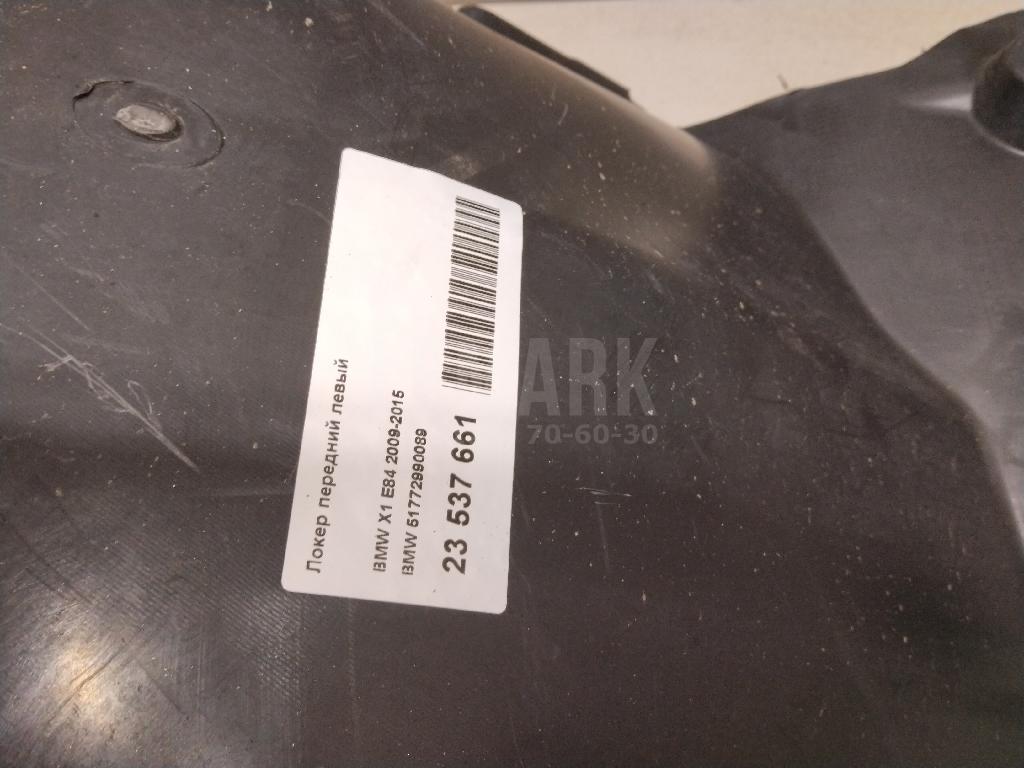 Локер передний левый
BMW X1 E84 2009-2015
BMW 51772990089
23 537 661
ARK
70-60-30